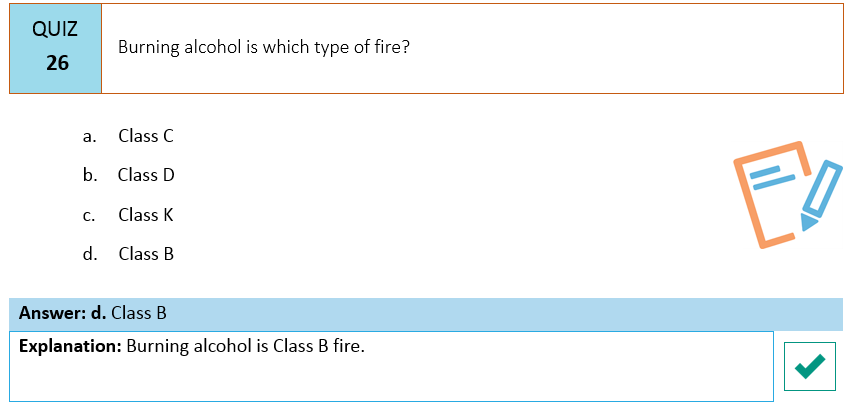 QUIZ
26
Burning alcohol is which type of fire?
a. Class C
b. Class D
c. Class K
d. Class B
Answer: d. Class B
Explanation: Burning alcohol is Class B fire.